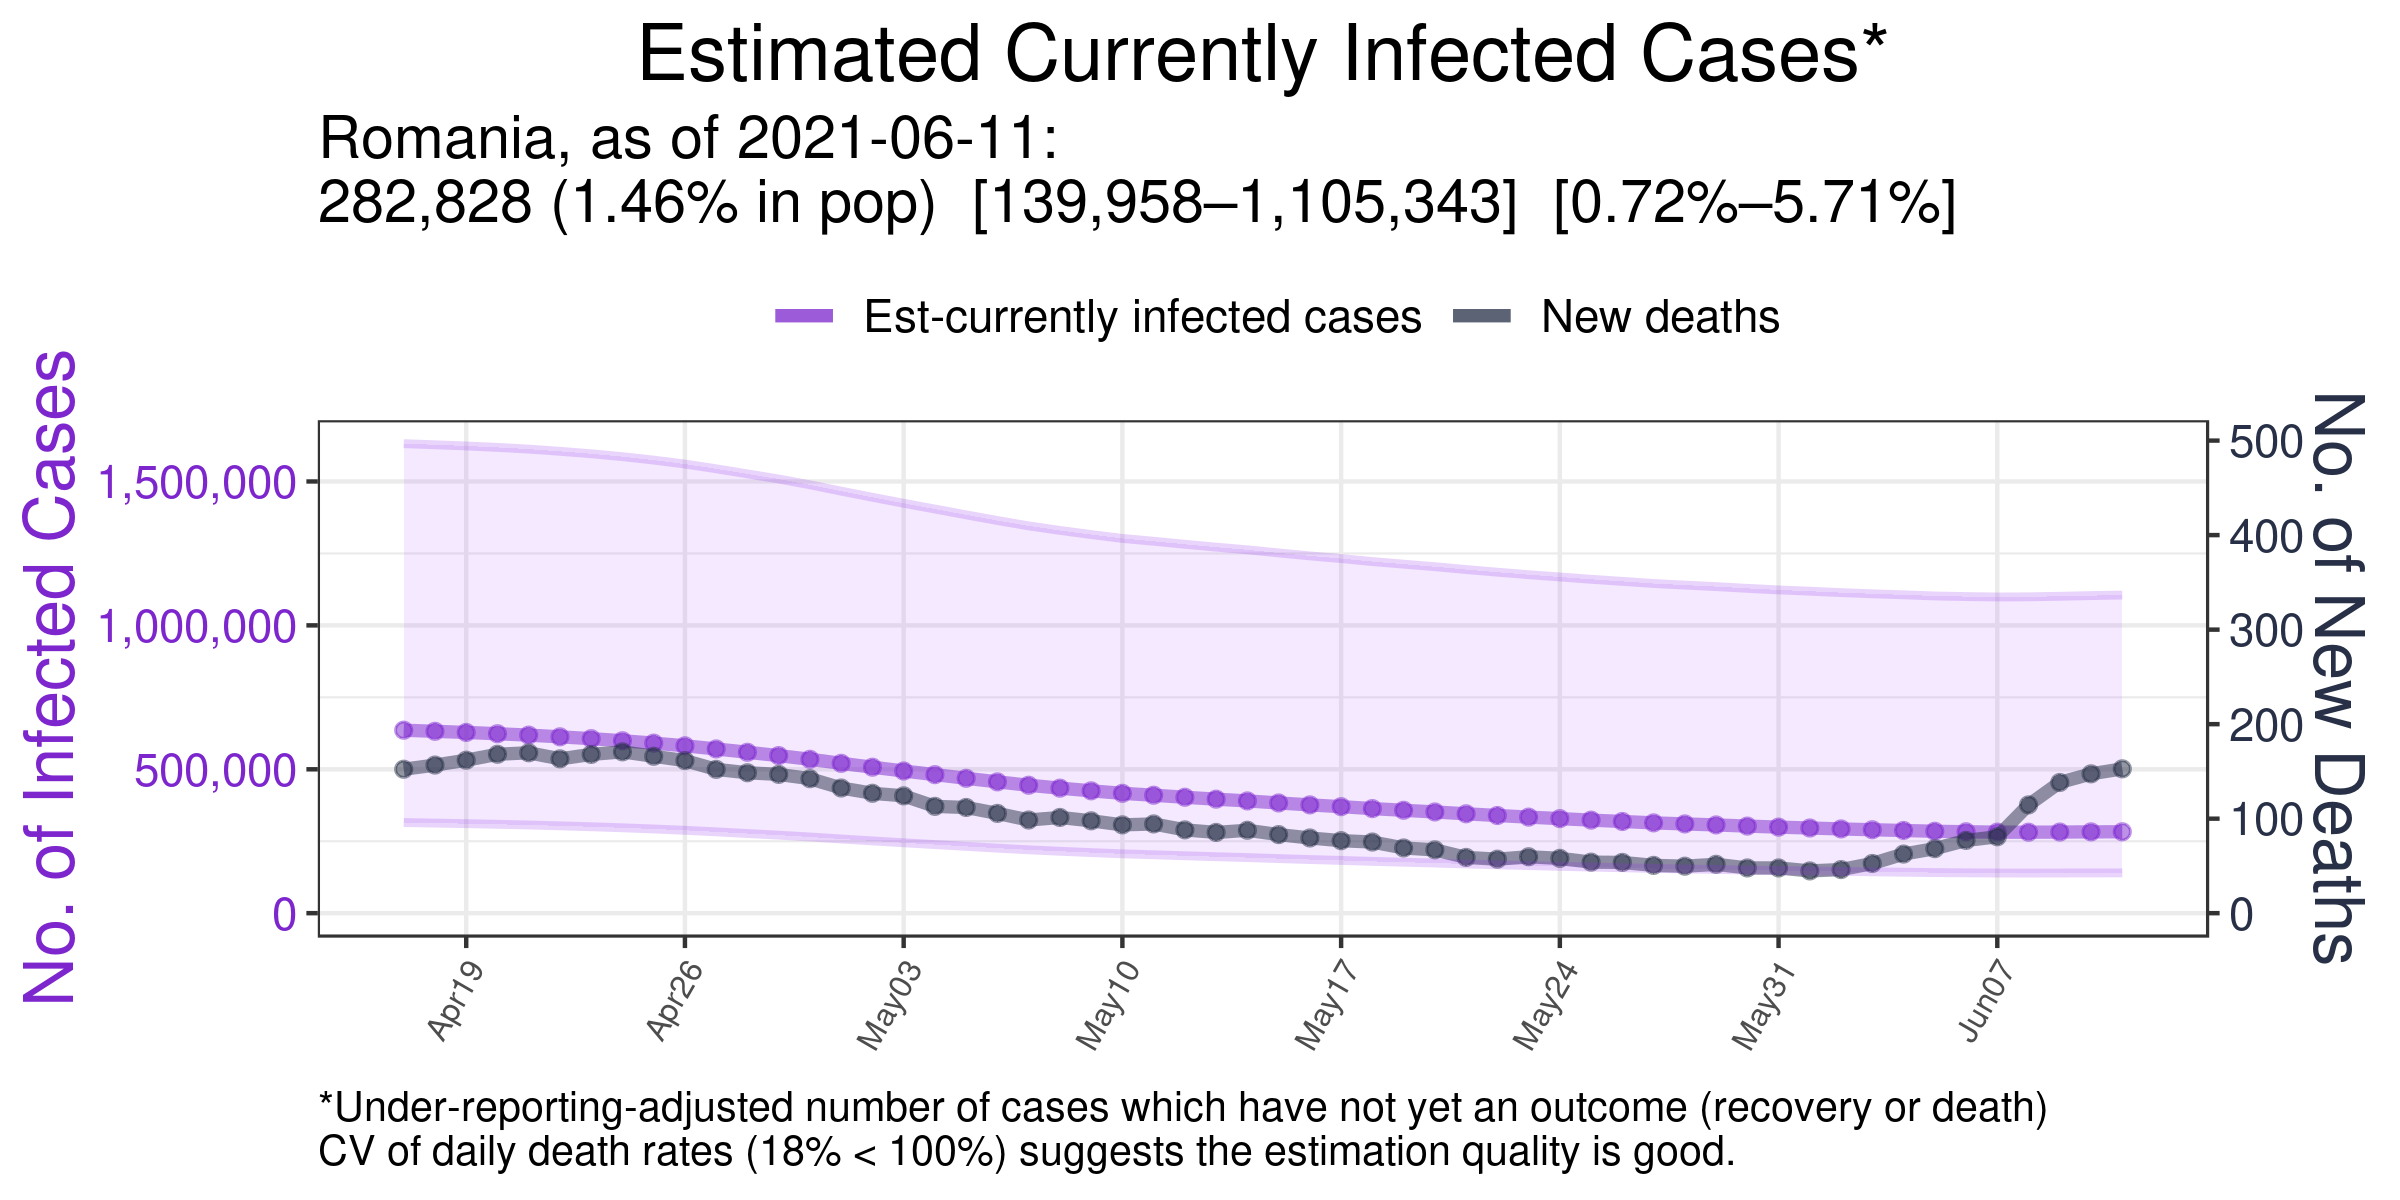 Estimated Currently Infected Cases*
Romania, as of 2021-06-11:
282,828 (1.46% in pop)  [139,958–1,105,343]  [0.72%–5.71%]
Est-currently infected cases
New deaths
No. of Infected Cases
1,500,000
1,000,000
500,000
0
500
400
300
200
100
0
No. of New Deaths
Apr19
Apr26
May03
May10
May17
May24
May31
Jun07
*Under-reporting-adjusted number of cases which have not yet an outcome (recovery or death)
CV of daily death rates (18% < 100%) suggests the estimation quality is good.